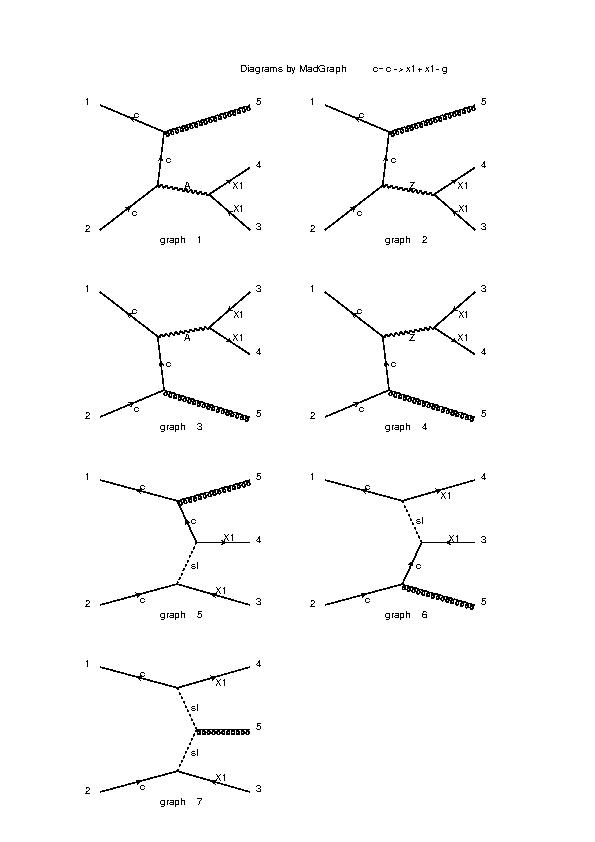 Diagrams by MadGraph c~ c -> x1+ x1- g
1 c 5
c 4
A X1
2 c X1 3
graph 1
1 c 5
c 4
Z X1
2 c X1 3
graph 2
1 c 3
A X1
X1
c 4
2 c 5
graph 3
1 c 3
Z X1
X1
c 4
2 c 5
graph 4
1 c 5
c
X1 4
sl
2 c X1 3
graph 5
1 c X1 4
sl
X1 3
c
2 c 5
graph 6
1 c X1 4
sl
5
sl
2 c X1 3
graph 7